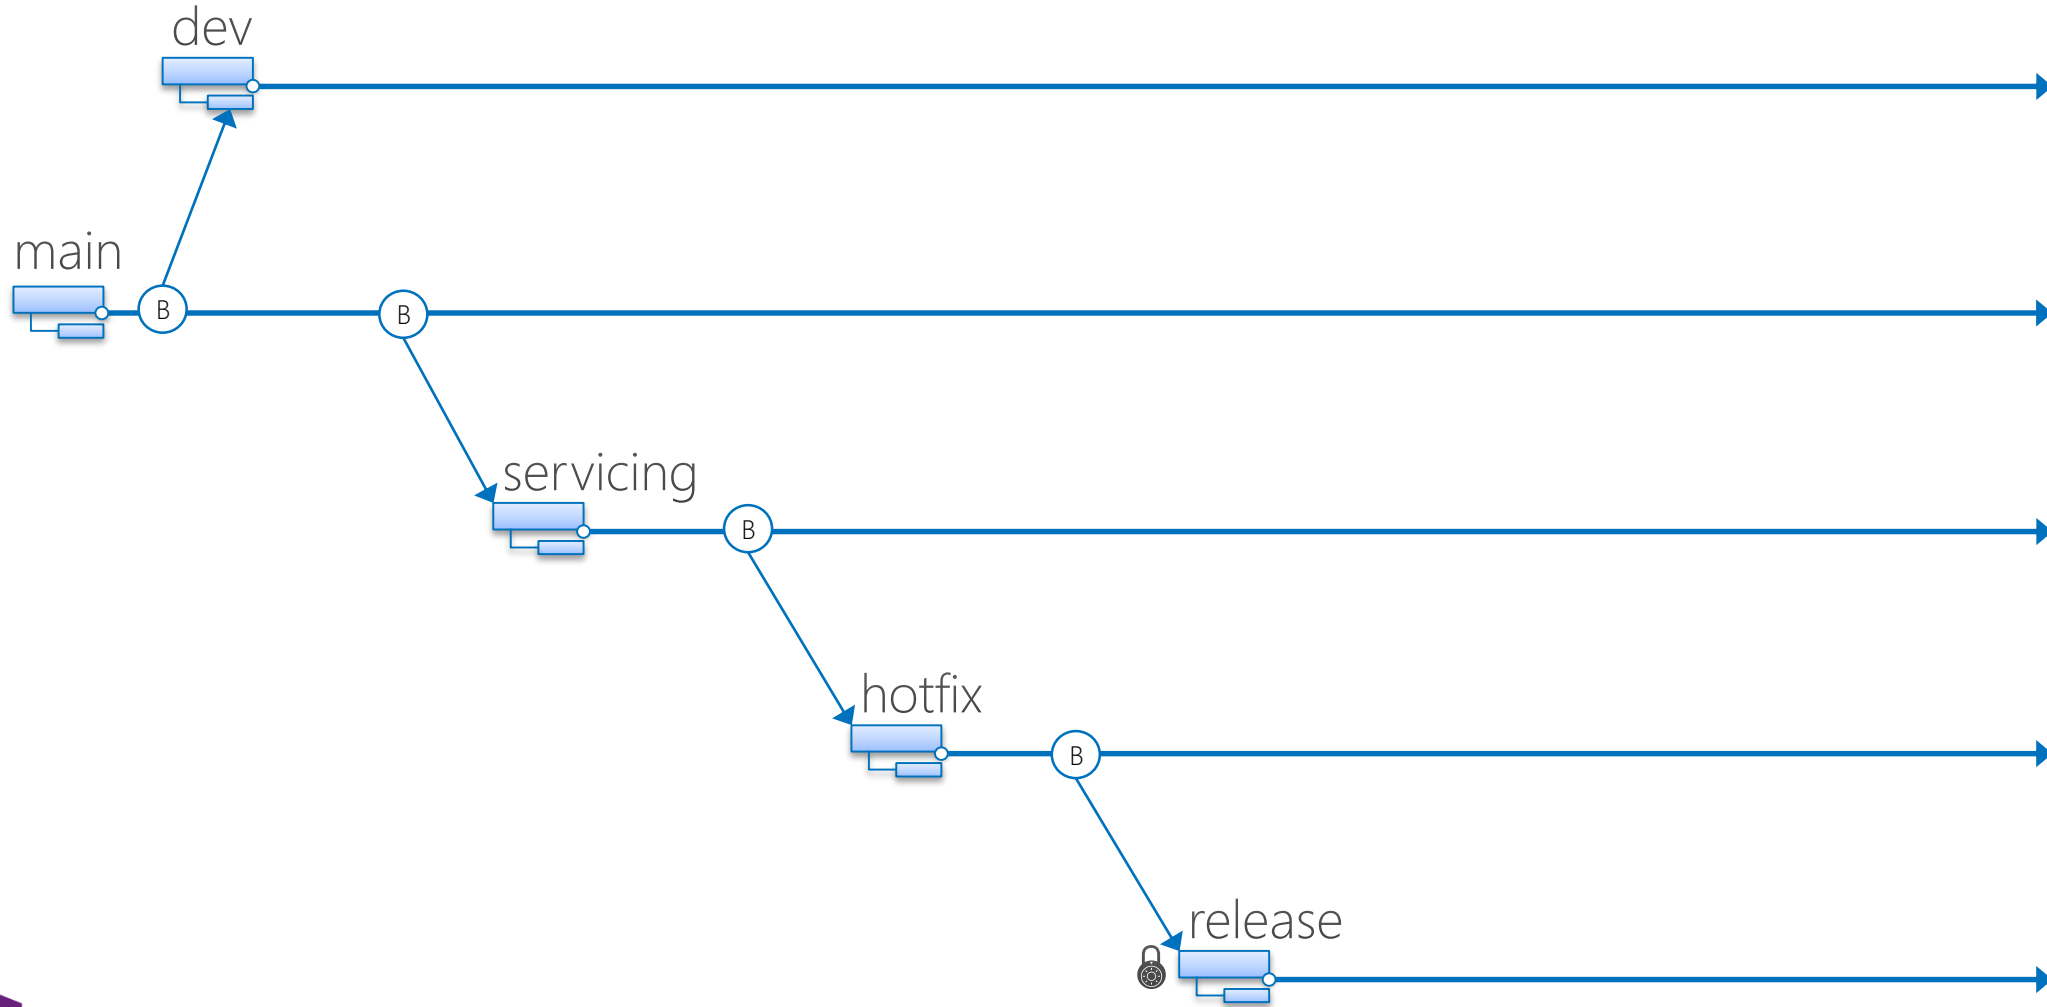 dev
main
B
B
servicing
B
hotfix
B
release